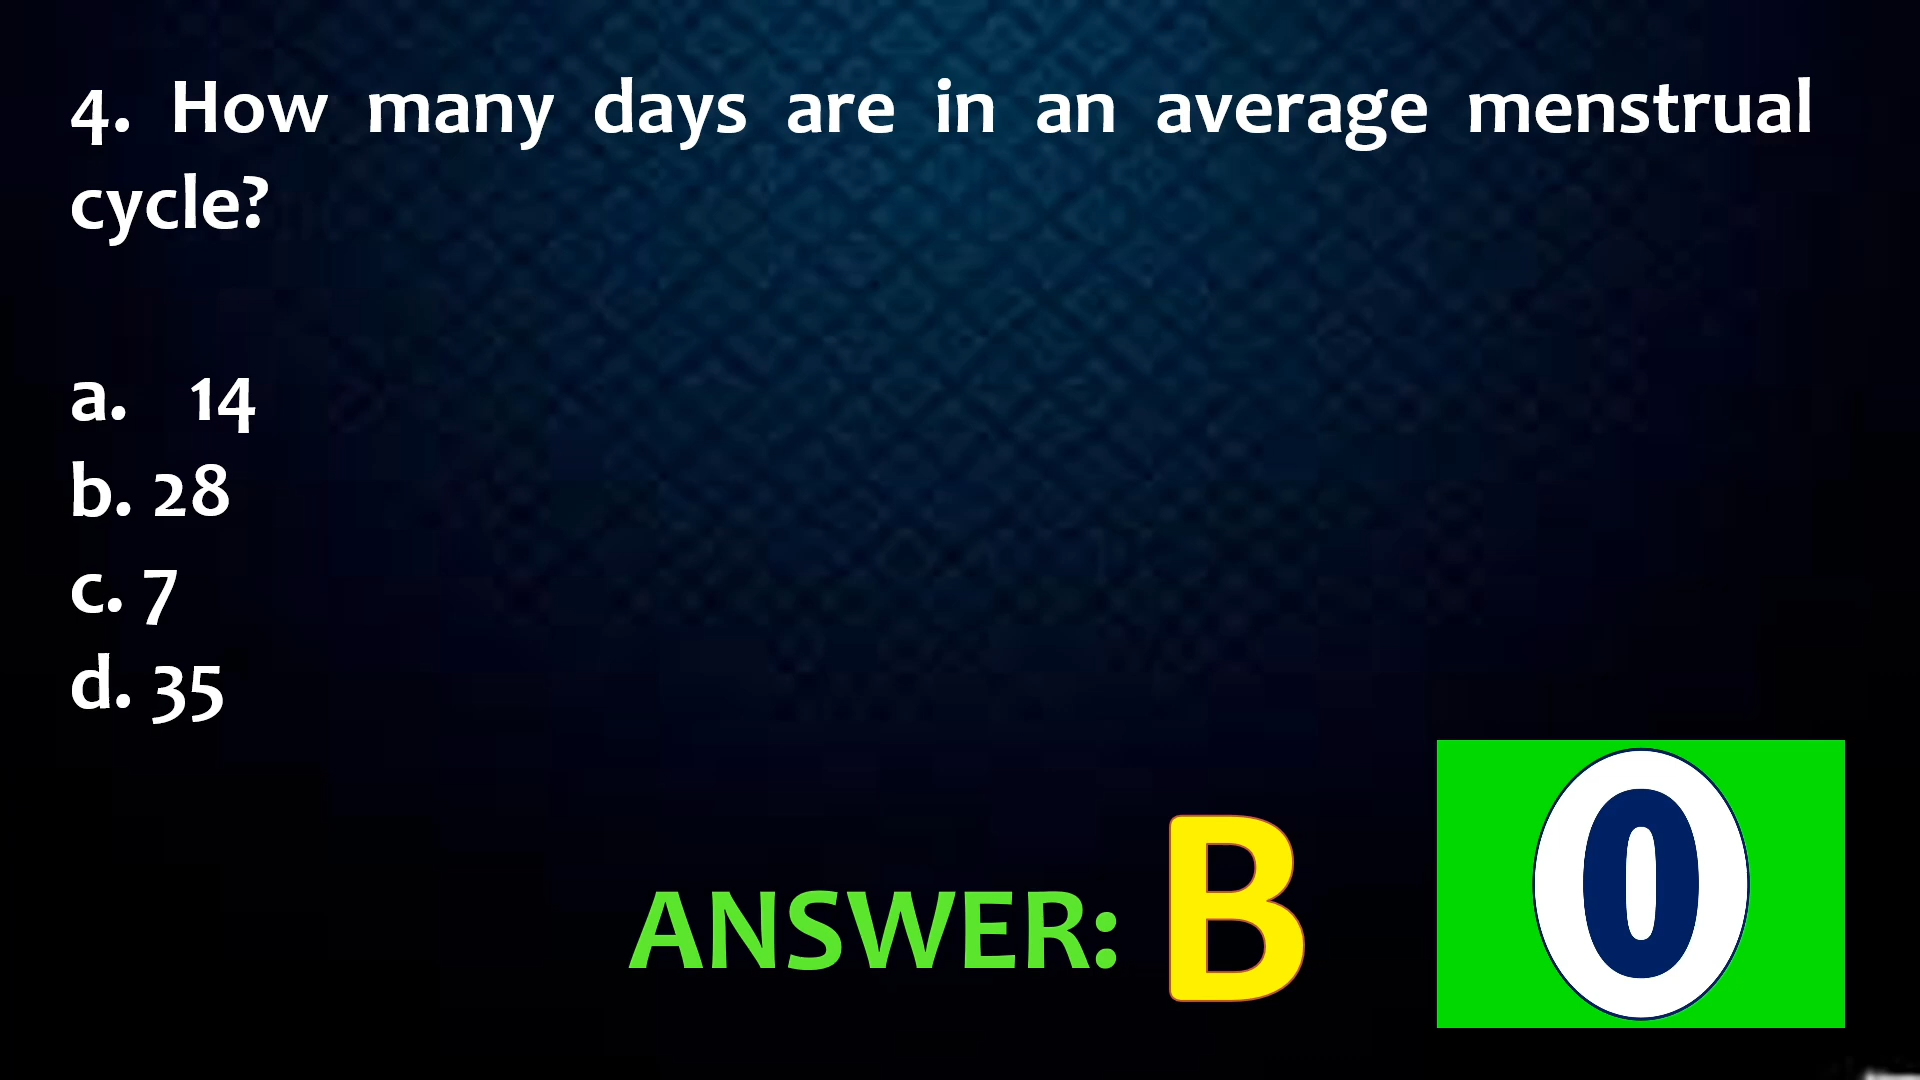 4. How many days are in an average menstrual
cycle?
a. 14
b. 28
c. 7
d. 35
ANSWER: B
0